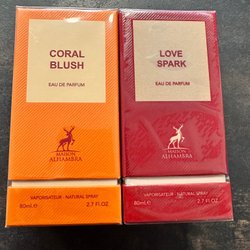 CORAL
BLUSH
EAU DE PARFUM
MAISON
ALHAMBRA
VAPORISATEUR - NATURAL SPRAY
80ml ℮ 2.7 FL.OZ
LOVE
SPARK
EAU DE PARFUM
MAISON
ALHAMBRA
VAPORISATEUR - NATURAL SPRAY
80ml ℮ 2.7 FL.OZ